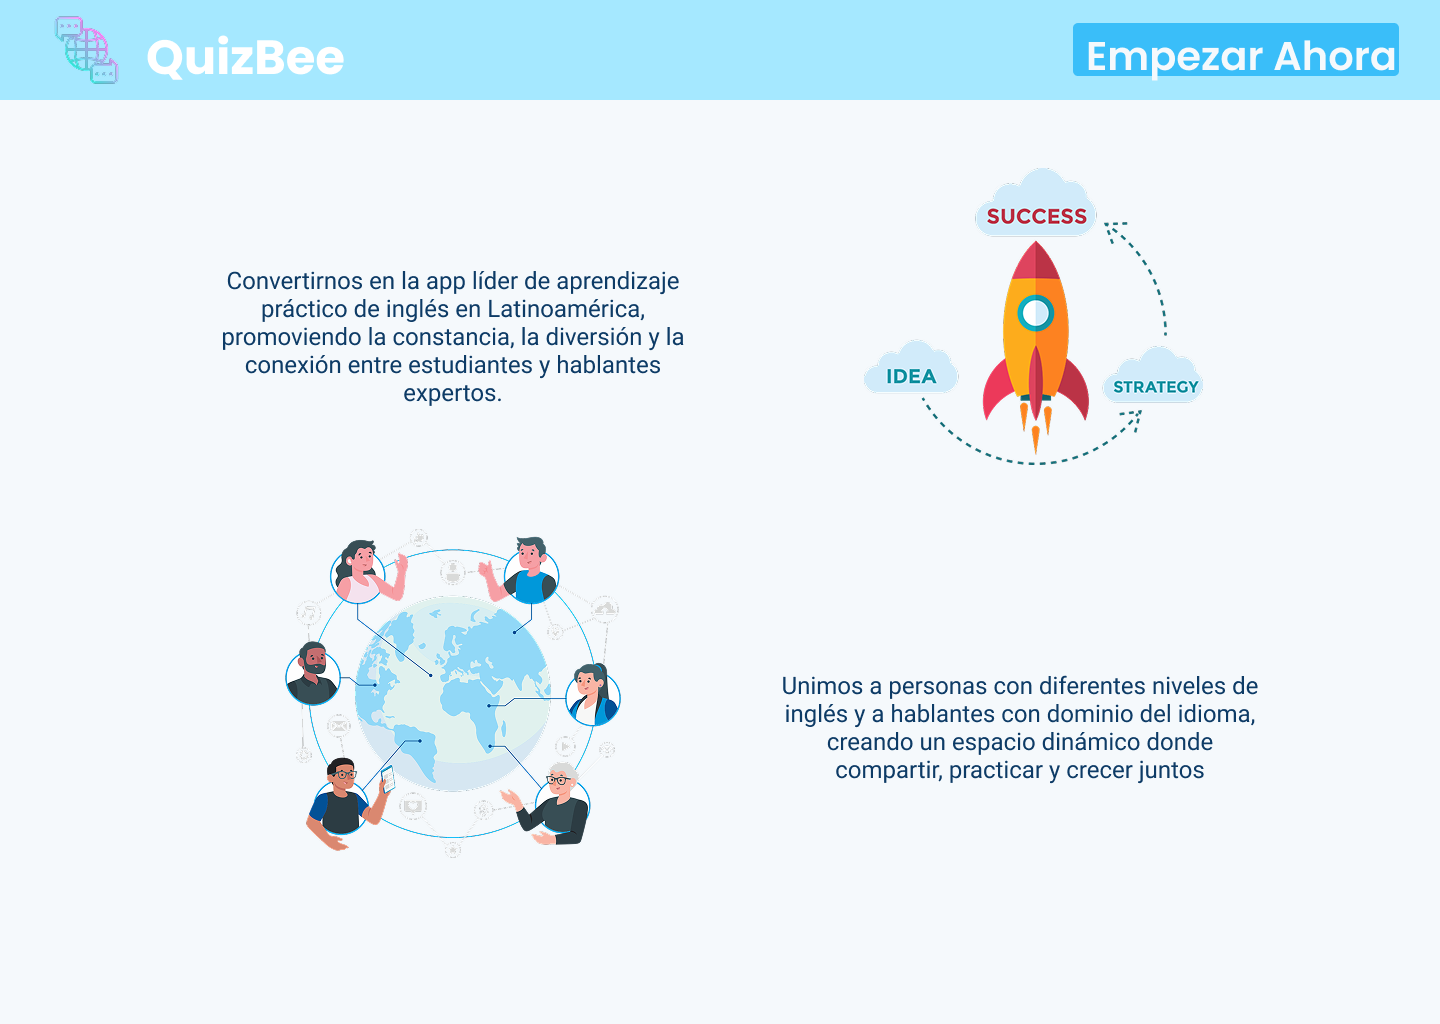 QuizBee
Empezar Ahora
Convertirnos en la app líder de aprendizaje
práctico de inglés en Latinoamérica,
promoviendo la constancia, la diversión y la
conexión entre estudiantes y hablantes
expertos.
SUCCESS
IDEA
STRATEGY
Unimos a personas con diferentes niveles de
inglés y a hablantes con dominio del idioma,
creando un espacio dinámico donde
compartir, practicar y crecer juntos